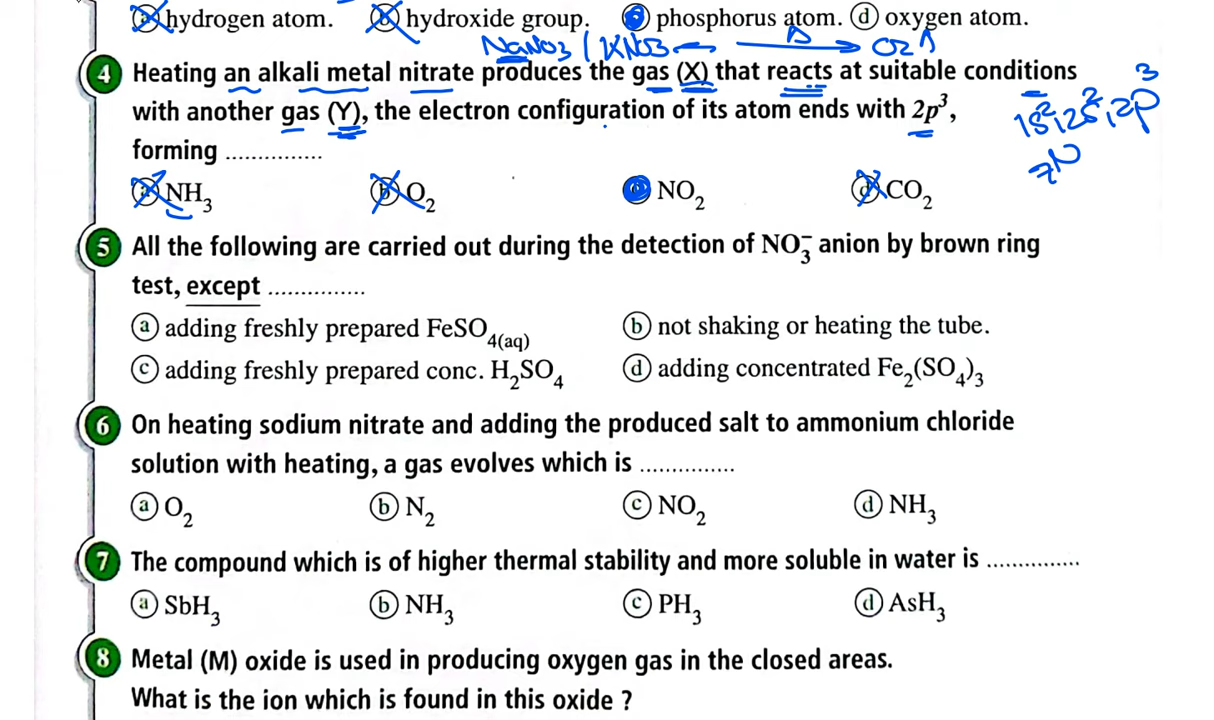 (a) hydrogen atom. (b) hydroxide group. (c) phosphorus atom. (d) oxygen atom.
NaNO3 / KNO3 Δ O2↑
4 Heating an alkali metal nitrate produces the gas (X) that reacts at suitable conditions
with another gas (Y), the electron configuration of its atom ends with 2p³,
1s², 2s², 2p³
forming ..............
₇N
(a) NH₃ (b) O₂ (c) NO₂ (d) CO₂
5 All the following are carried out during the detection of NO₃⁻ anion by brown ring
test, except ..............
(a) adding freshly prepared FeSO₄(aq) (b) not shaking or heating the tube.
(c) adding freshly prepared conc. H₂SO₄ (d) adding concentrated Fe₂(SO₄)₃
6 On heating sodium nitrate and adding the produced salt to ammonium chloride
solution with heating, a gas evolves which is ..............
(a) O₂ (b) N₂ (c) NO₂ (d) NH₃
7 The compound which is of higher thermal stability and more soluble in water is ..............
(a) SbH₃ (b) NH₃ (c) PH₃ (d) AsH₃
8 Metal (M) oxide is used in producing oxygen gas in the closed areas.
What is the ion which is found in this oxide ?